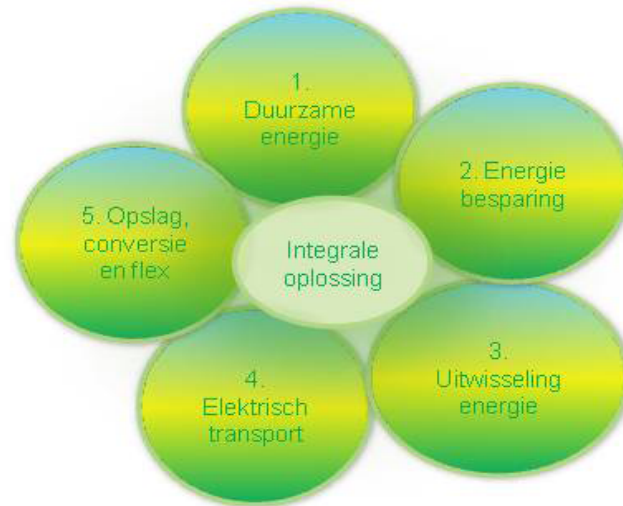 1.
Duurzame
energie
2. Energie
besparing
3.
Uitwisseling
energie
4.
Elektrisch
transport
5. Opslag,
conversie
en flex
Integrale
oplossing